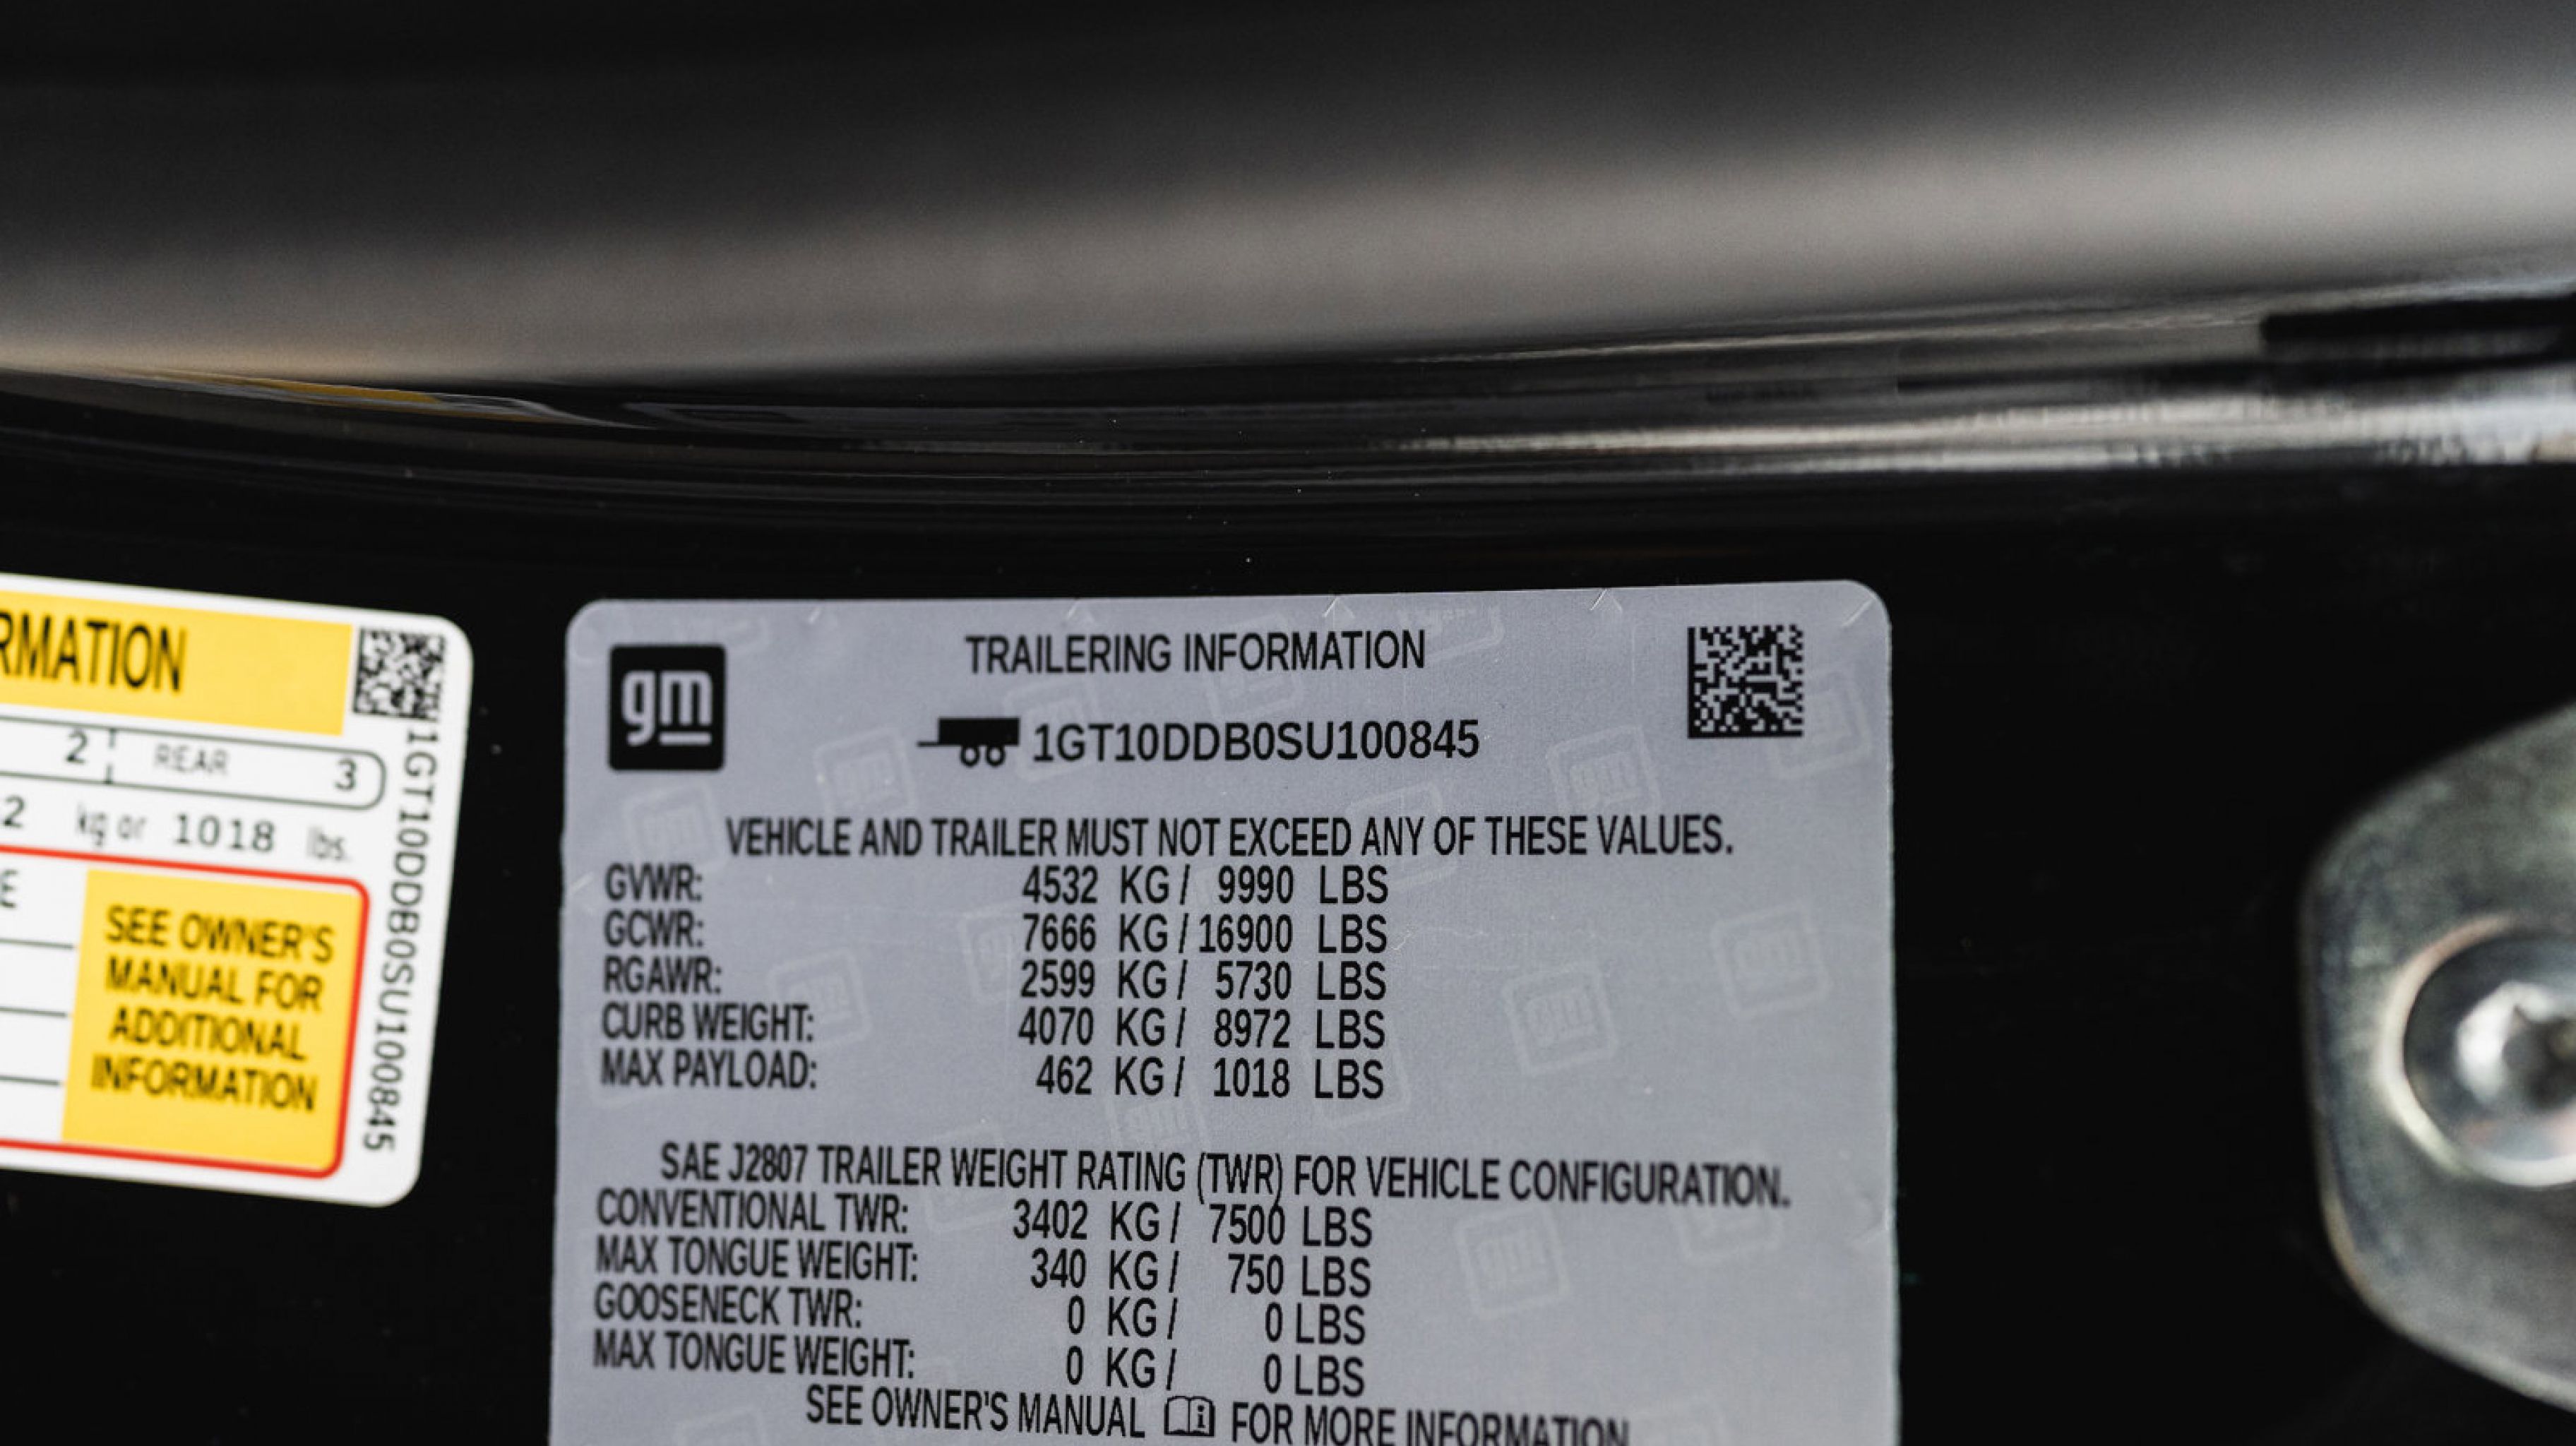 RMATION
2 REAR 3
2 kg or 1018 lbs.
E
SEE OWNER'S
MANUAL FOR
ADDITIONAL
INFORMATION
1GT10DDB0SU100845
gm
TRAILERING INFORMATION
1GT10DDB0SU100845
VEHICLE AND TRAILER MUST NOT EXCEED ANY OF THESE VALUES.
GVWR: 4532 KG / 9990 LBS
GCWR: 7666 KG / 16900 LBS
RGAWR: 2599 KG / 5730 LBS
CURB WEIGHT: 4070 KG / 8972 LBS
MAX PAYLOAD: 462 KG / 1018 LBS
SAE J2807 TRAILER WEIGHT RATING (TWR) FOR VEHICLE CONFIGURATION.
CONVENTIONAL TWR: 3402 KG / 7500 LBS
MAX TONGUE WEIGHT: 340 KG / 750 LBS
GOOSENECK TWR: 0 KG / 0 LBS
MAX TONGUE WEIGHT: 0 KG / 0 LBS
SEE OWNER'S MANUAL FOR MORE INFORMATION